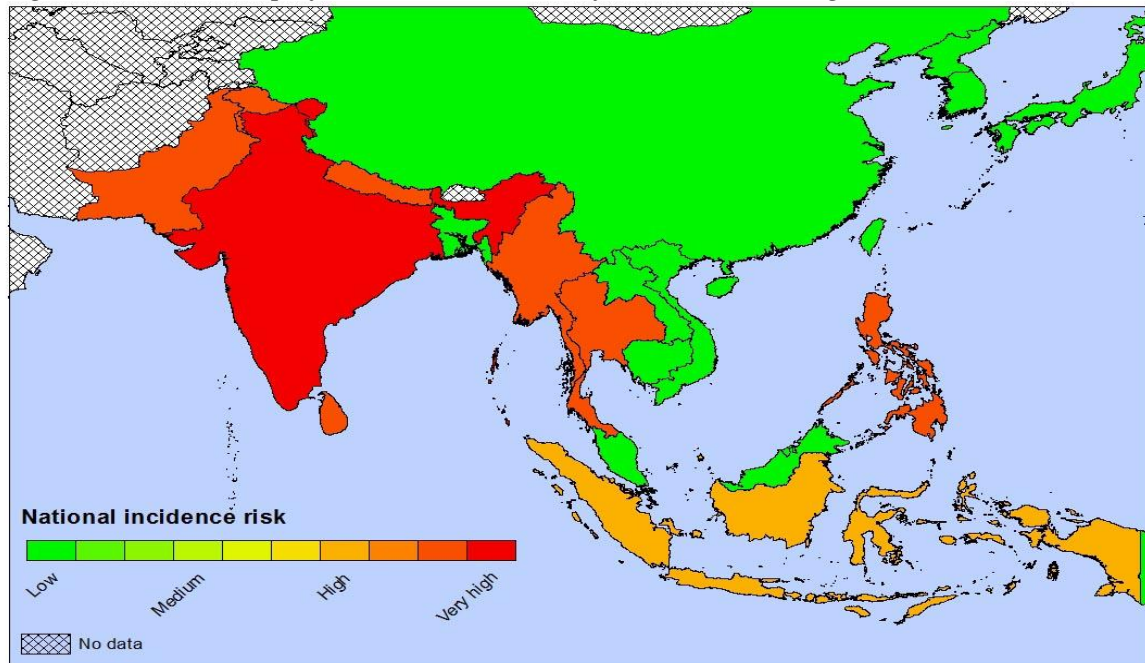 National incidence risk
Low
Medium
High
Very high
No data